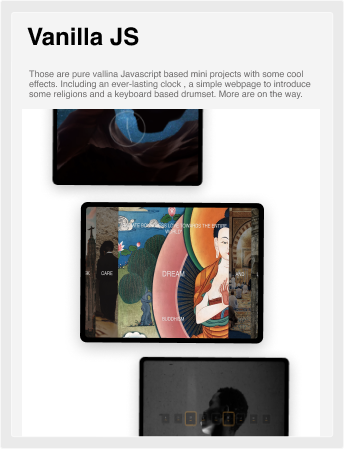 Vanilla JS
Those are pure vallina Javascript based mini projects with some cool
effects. Including an ever-lasting clock , a simple webpage to introduce
some religions and a keyboard based drumset. More are on the way.
CARE
DREAM
AND
BUDDHISM